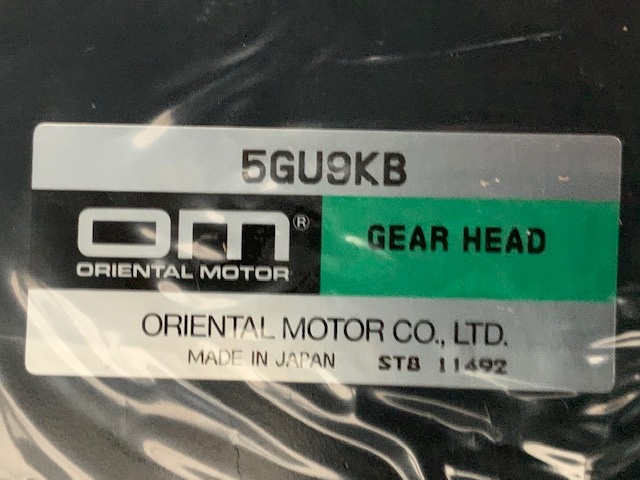 5GU9KB
OM®
ORIENTAL MOTOR
GEAR HEAD
ORIENTAL MOTOR CO., LTD.
MADE IN JAPAN ST8 11492